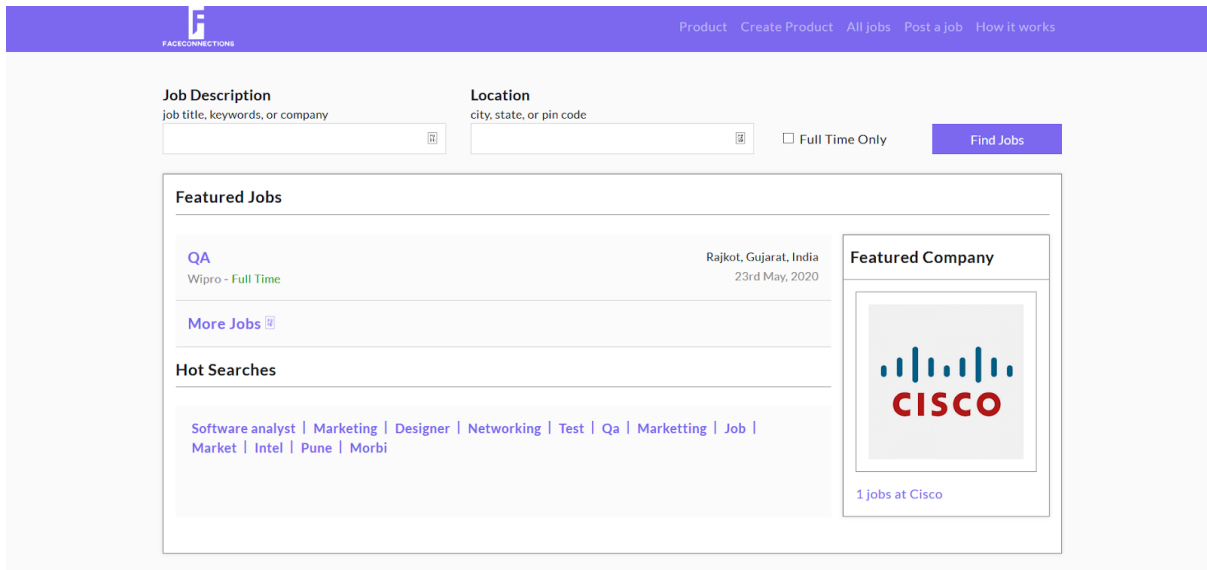 FACECONNECTIONS
Product Create Product All jobs Post a job How it works
Job Description
job title, keywords, or company
Location
city, state, or pin code
Full Time Only
Find Jobs
Featured Jobs
QA
Wipro - Full Time
Rajkot, Gujarat, India
23rd May, 2020
More Jobs
Hot Searches
Software analyst | Marketing | Designer | Networking | Test | Qa | Marketting | Job |
Market | Intel | Pune | Morbi
Featured Company
CISCO
1 jobs at Cisco